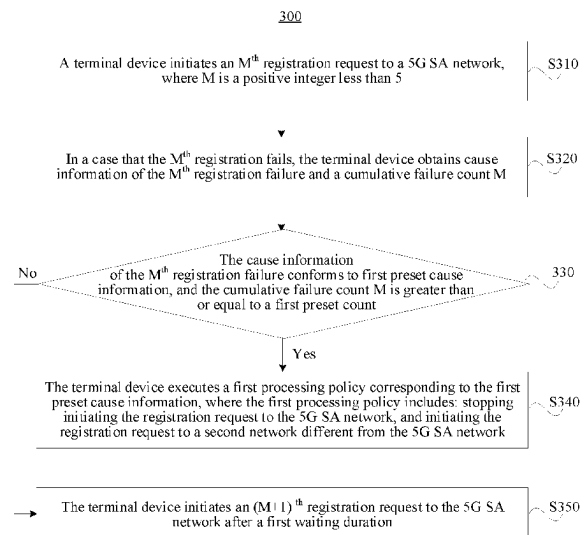 300
A terminal device initiates an Mth registration request to a 5G SA network,
where M is a positive integer less than 5
S310
In a case that the Mth registration fails, the terminal device obtains cause
information of the Mth registration failure and a cumulative failure count M
S320
The cause information
of the Mth registration failure conforms to first preset cause
information, and the cumulative failure count M is greater than
or equal to a first preset count
330
No
Yes
The terminal device executes a first processing policy corresponding to the first
preset cause information, where the first processing policy includes: stopping
initiating the registration request to the 5G SA network, and initiating the
registration request to a second network different from the 5G SA network
S340
The terminal device initiates an (M+1) th registration request to the 5G SA
network after a first waiting duration
S350